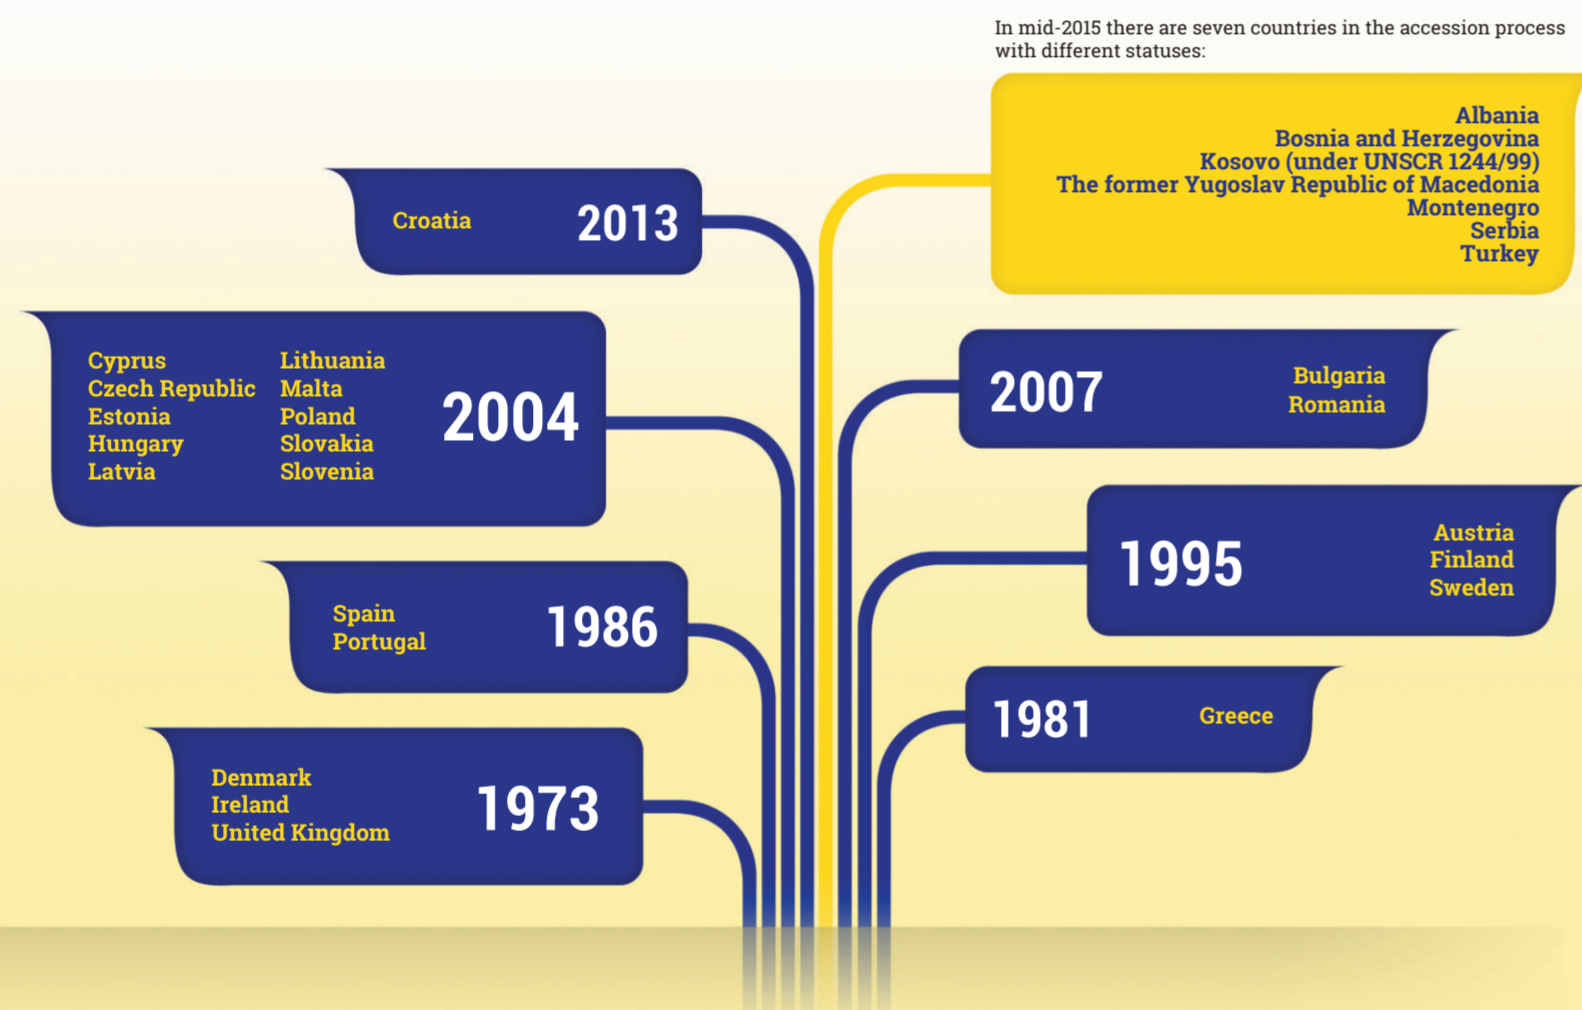 In mid-2015 there are seven countries in the accession process
with different statuses:
Albania
Bosnia and Herzegovina
Kosovo (under UNSCR 1244/99)
The former Yugoslav Republic of Macedonia
Montenegro
Serbia
Turkey
Croatia
2013
Cyprus
Czech Republic
Estonia
Hungary
Latvia
Lithuania
Malta
Poland
Slovakia
Slovenia
2004
2007
Bulgaria
Romania
1995
Austria
Finland
Sweden
Spain
Portugal
1986
1981
Greece
Denmark
Ireland
United Kingdom
1973